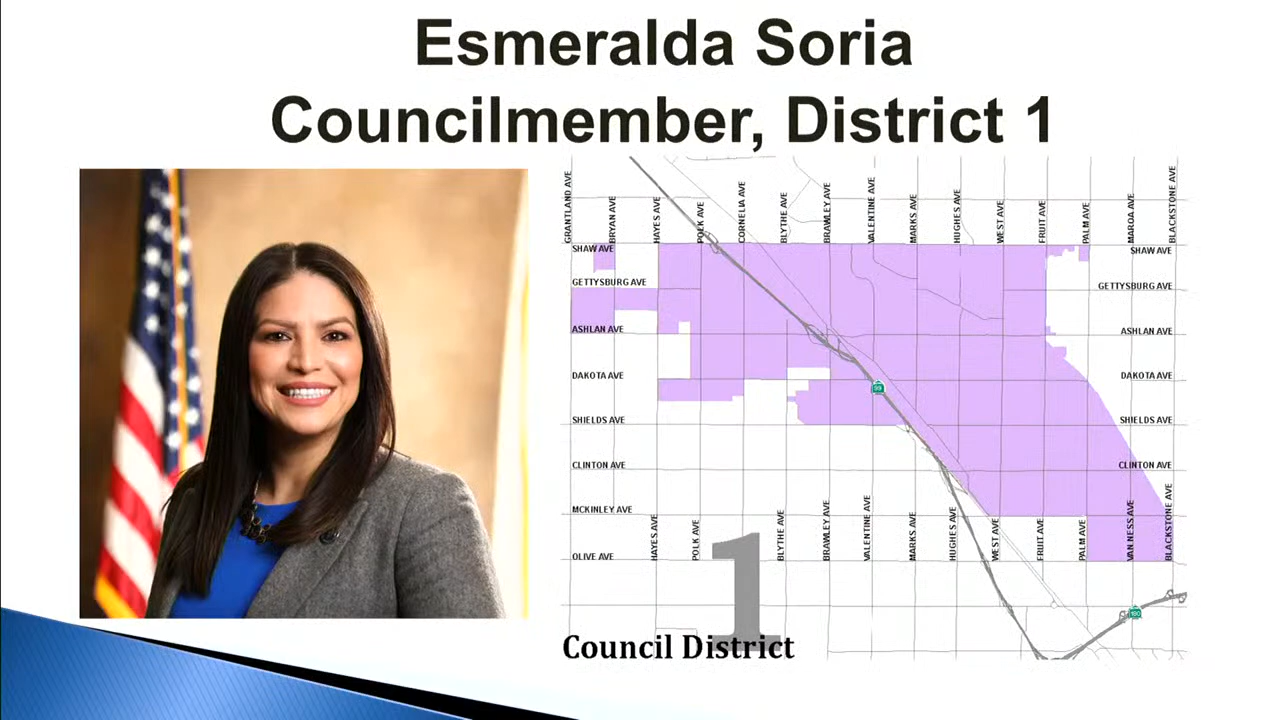 Esmeralda Soria
Councilmember, District 1
GRANTLAND AVE
BRYAN AVE
HAYES AVE
POLK AVE
CORNELIA AVE
BLYTHE AVE
BRAWLEY AVE
VALENTINE AVE
MARKS AVE
HUGHES AVE
WEST AVE
FRUIT AVE
PALM AVE
MAROA AVE
BLACKSTONE AVE
SHAW AVE
SHAW AVE
GETTYSBURG AVE
GETTYSBURG AVE
ASHLAN AVE
ASHLAN AVE
DAKOTA AVE
DAKOTA AVE
99
SHIELDS AVE
SHIELDS AVE
CLINTON AVE
CLINTON AVE
MCKINLEY AVE
OLIVE AVE
HAYES AVE
POLK AVE
BLYTHE AVE
BRAWLEY AVE
VALENTINE AVE
MARKS AVE
HUGHES AVE
WEST AVE
FRUIT AVE
PALM AVE
VAN NESS AVE
BLACKSTONE AVE
180
1
Council District